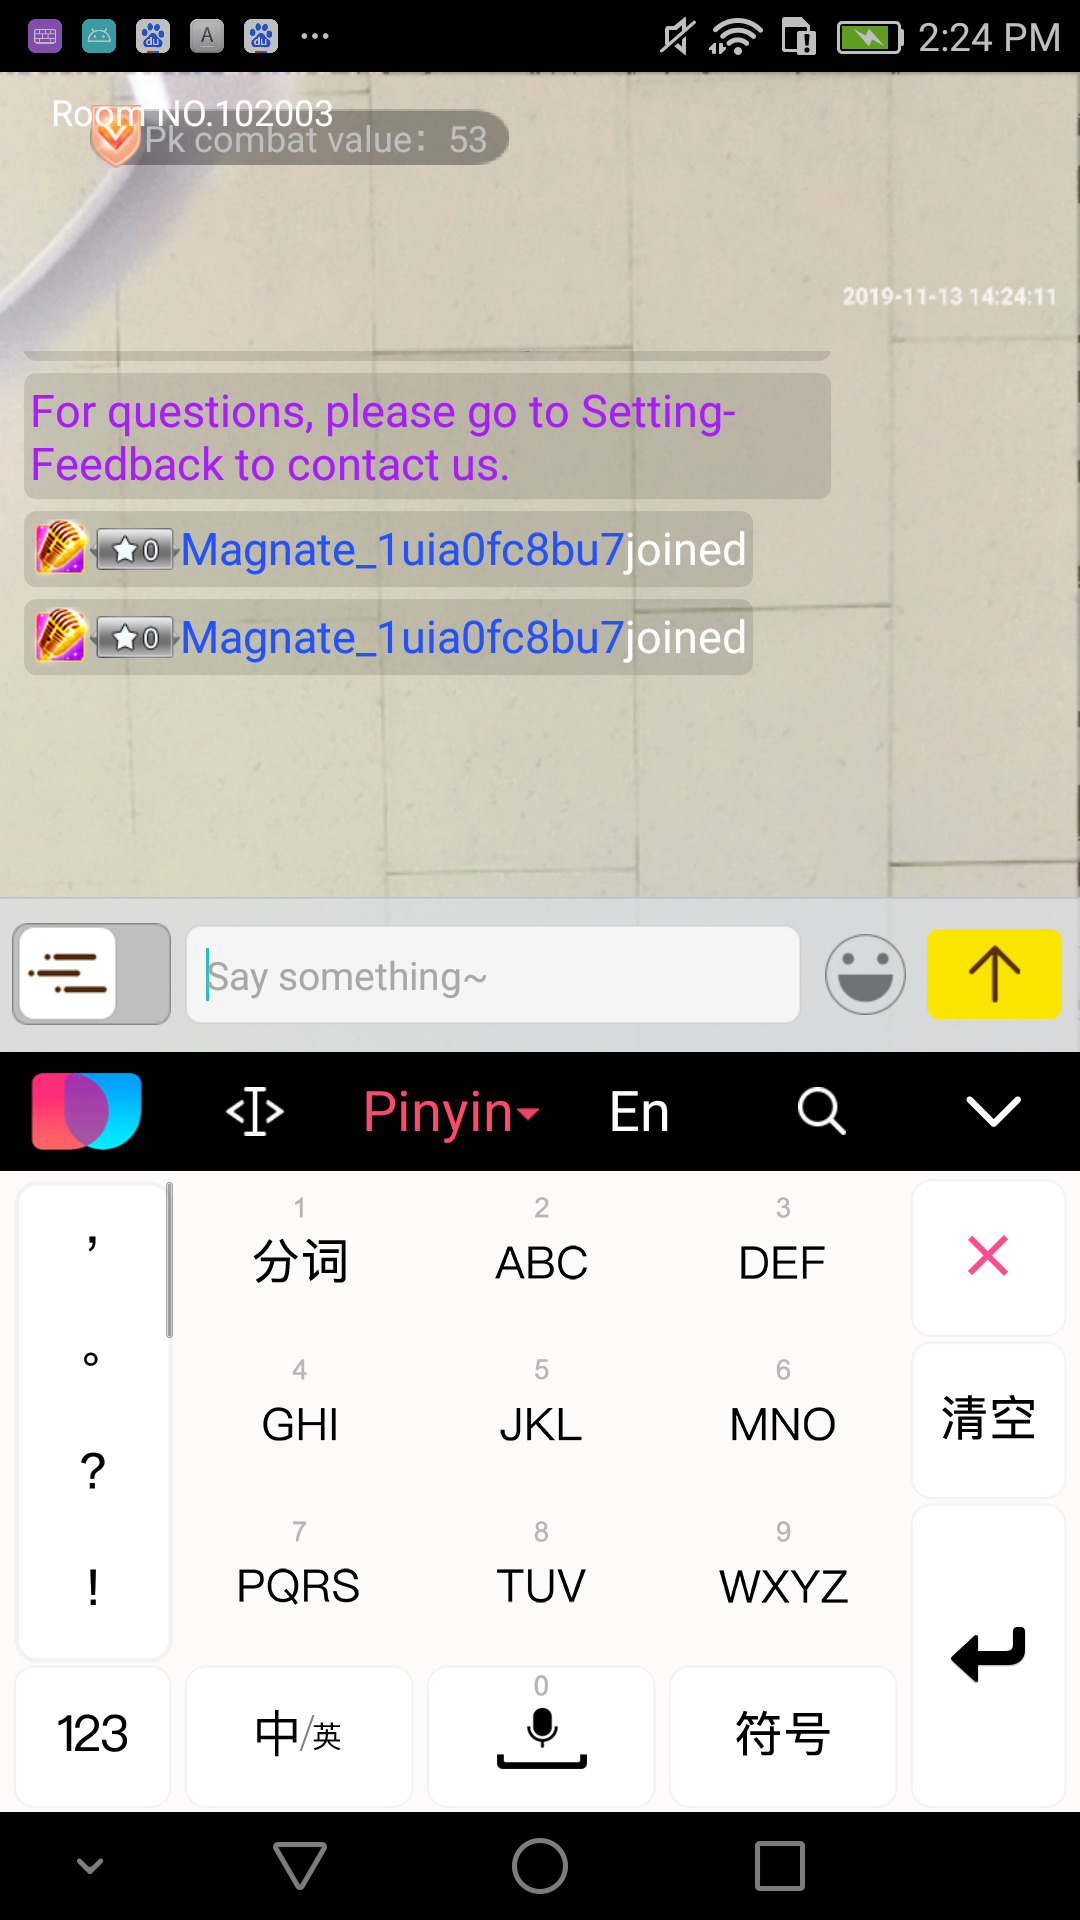 2:24 PM
Room NO.102003
Pk combat value: 53
2019-11-13 14:24:11
For questions, please go to Setting-
Feedback to contact us.
0 Magnate_1uia0fc8bu7joined
0 Magnate_1uia0fc8bu7joined
Say something~
Pinyin En
，
。
?
!
1
分词
2
ABC
3
DEF
4
GHI
5
JKL
6
MNO
清空
7
PQRS
8
TUV
9
WXYZ
123
中/英
0
符号